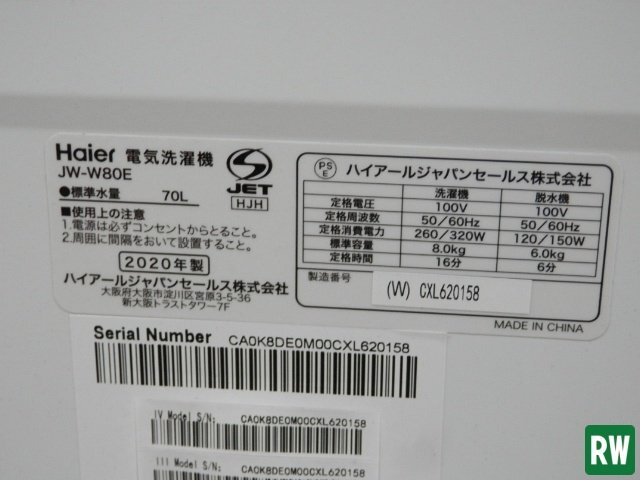 Haier 電気洗濯機
JW-W80E
●標準水量 70L
■使用上の注意
1.電源は必ずコンセントからとること。
2.周囲に間隔をおいて設置すること。
2020年製
ハイアールジャパンセールス株式会社
大阪府大阪市淀川区宮原3-5-36
新大阪トラストタワー7F
S
JET
HJH
PS
E
ハイアールジャパンセールス株式会社
洗濯機 脱水機
定格電圧 100V 100V
定格周波数 50/60Hz 50/60Hz
定格消費電力 260/320W 120/150W
標準容量 8.0kg 6.0kg
定格時間 16分 6分
製造番号 (W) CXL620158
MADE IN CHINA
Serial Number CA0K8DE0M00CXL620158
IV Model S/N: CA0K8DE0M00CXL620158
III Model S/N: CA0K8DE0M00CXL620158
RW